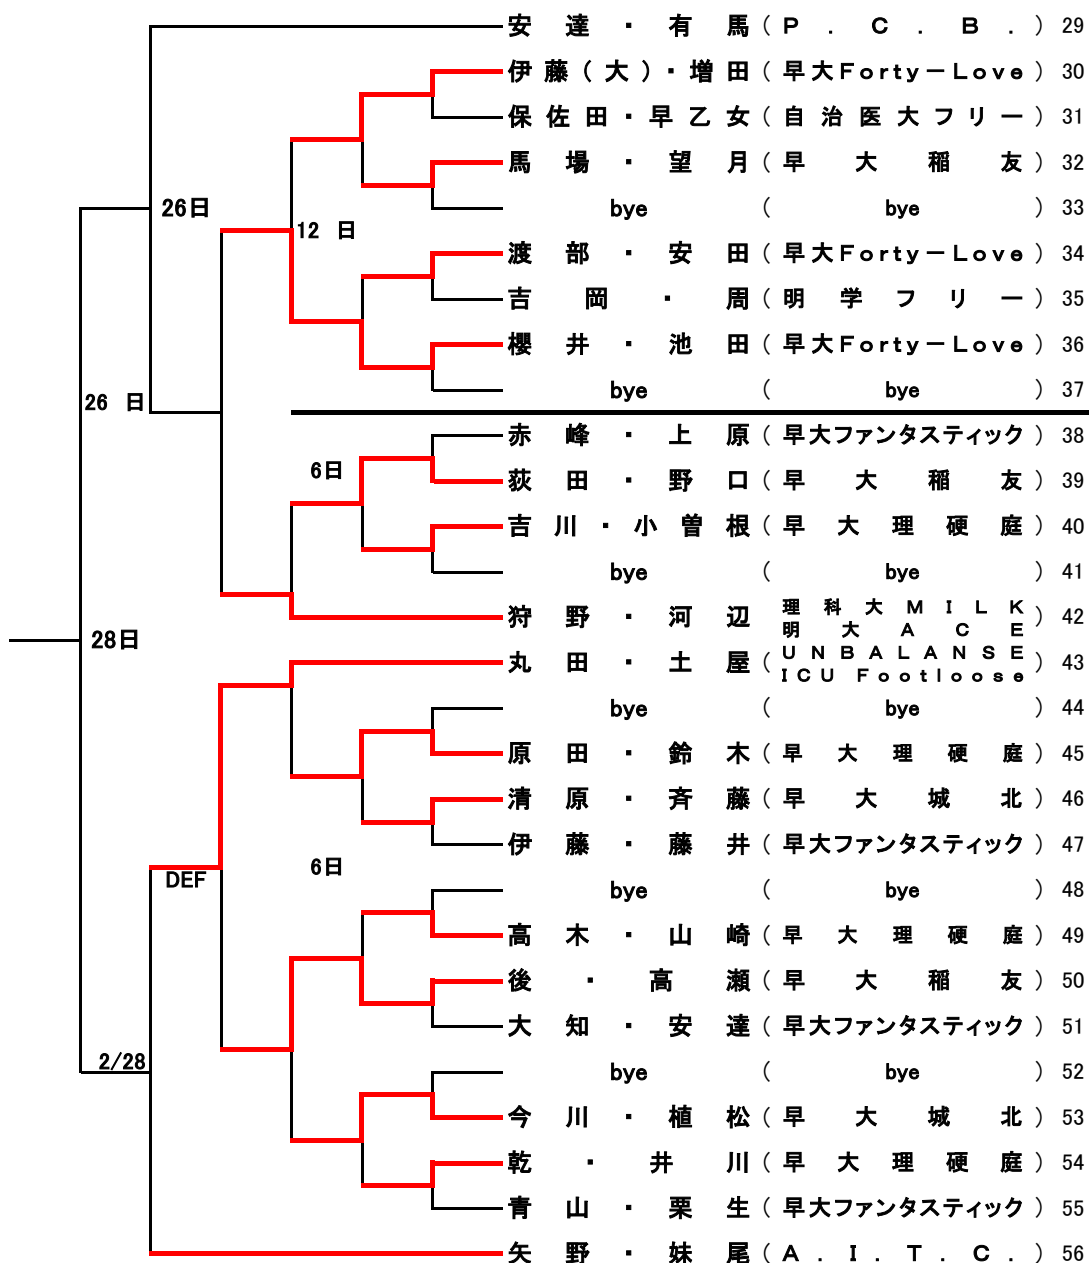 安達・有馬 (P.C.B.) 29
伊藤(大)・増田 (早大Forty－Love) 30
保佐田・早乙女 (自治医大フリー) 31
馬場・望月 (早大稲友) 32
26日
bye (bye) 33
12 日
渡部・安田 (早大Forty－Love) 34
吉岡・周 (明学フリー) 35
櫻井・池田 (早大Forty－Love) 36
bye (bye) 37
26 日
赤峰・上原 (早大ファンタスティック) 38
6日
荻田・野口 (早大稲友) 39
吉川・小曽根 (早大理硬庭) 40
bye (bye) 41
狩野・河辺 理科大MILK 明大ACE 42
28日
丸田・土屋 (UNBALANSE ICU Footloose) 43
bye (bye) 44
原田・鈴木 (早大理硬庭) 45
清原・斉藤 (早大城北) 46
伊藤・藤井 (早大ファンタスティック) 47
6日
DEF
bye (bye) 48
高木・山崎 (早大理硬庭) 49
後・高瀬 (早大稲友) 50
大知・安達 (早大ファンタスティック) 51
2/28
bye (bye) 52
今川・植松 (早大城北) 53
乾・井川 (早大理硬庭) 54
青山・栗生 (早大ファンタスティック) 55
矢野・妹尾 (A.I.T.C.) 56